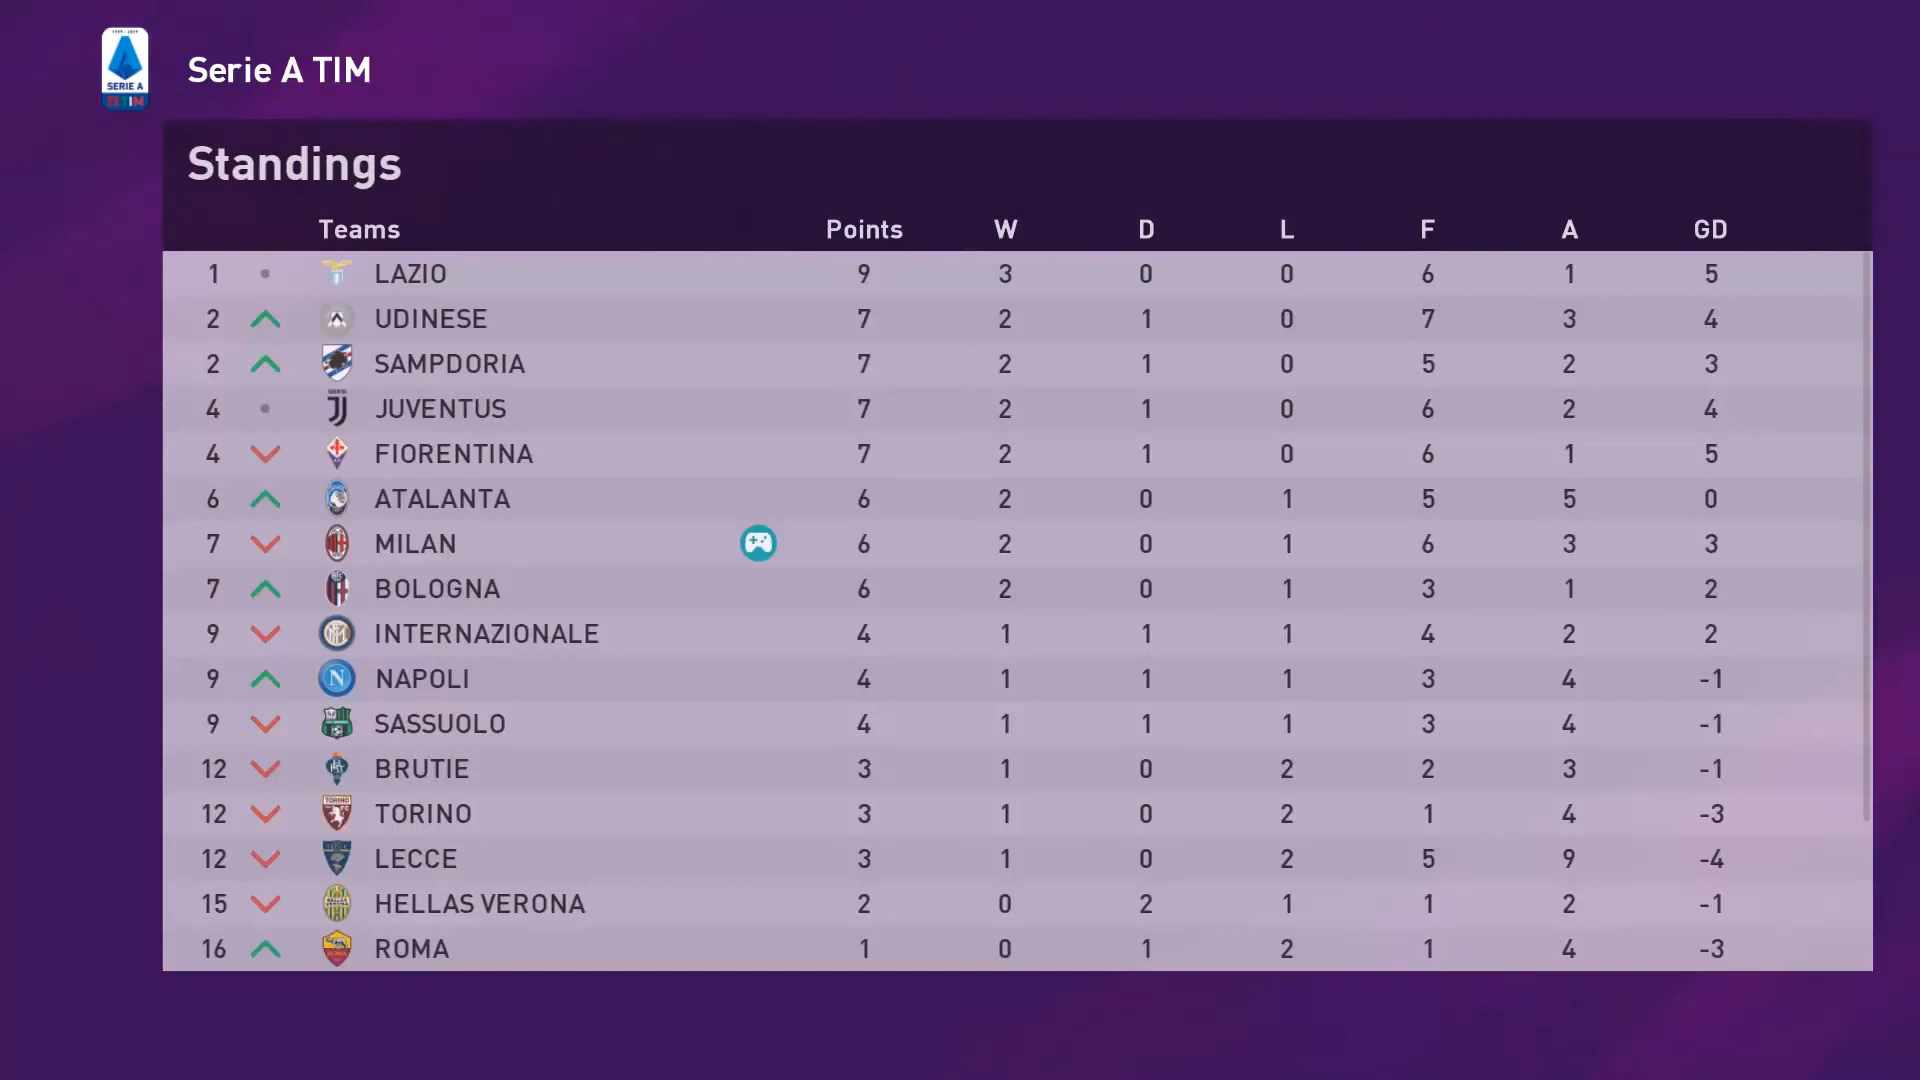 SERIE A
TIM
Serie A TIM
Standings
Teams Points W D L F A GD
1 LAZIO 9 3 0 0 6 1 5
2 UDINESE 7 2 1 0 7 3 4
2 SAMPDORIA 7 2 1 0 5 2 3
4 JUVENTUS 7 2 1 0 6 2 4
4 FIORENTINA 7 2 1 0 6 1 5
6 ATALANTA 6 2 0 1 5 5 0
7 MILAN 6 2 0 1 6 3 3
7 BOLOGNA 6 2 0 1 3 1 2
9 INTERNAZIONALE 4 1 1 1 4 2 2
9 N NAPOLI 4 1 1 1 3 4 -1
9 SASSUOLO 4 1 1 1 3 4 -1
12 BRUTIE 3 1 0 2 2 3 -1
12 TORINO TORINO 3 1 0 2 1 4 -3
12 LECCE 3 1 0 2 5 9 -4
15 HELLAS VERONA 2 0 2 1 1 2 -1
16 ROMA ROMA 1 0 1 2 1 4 -3